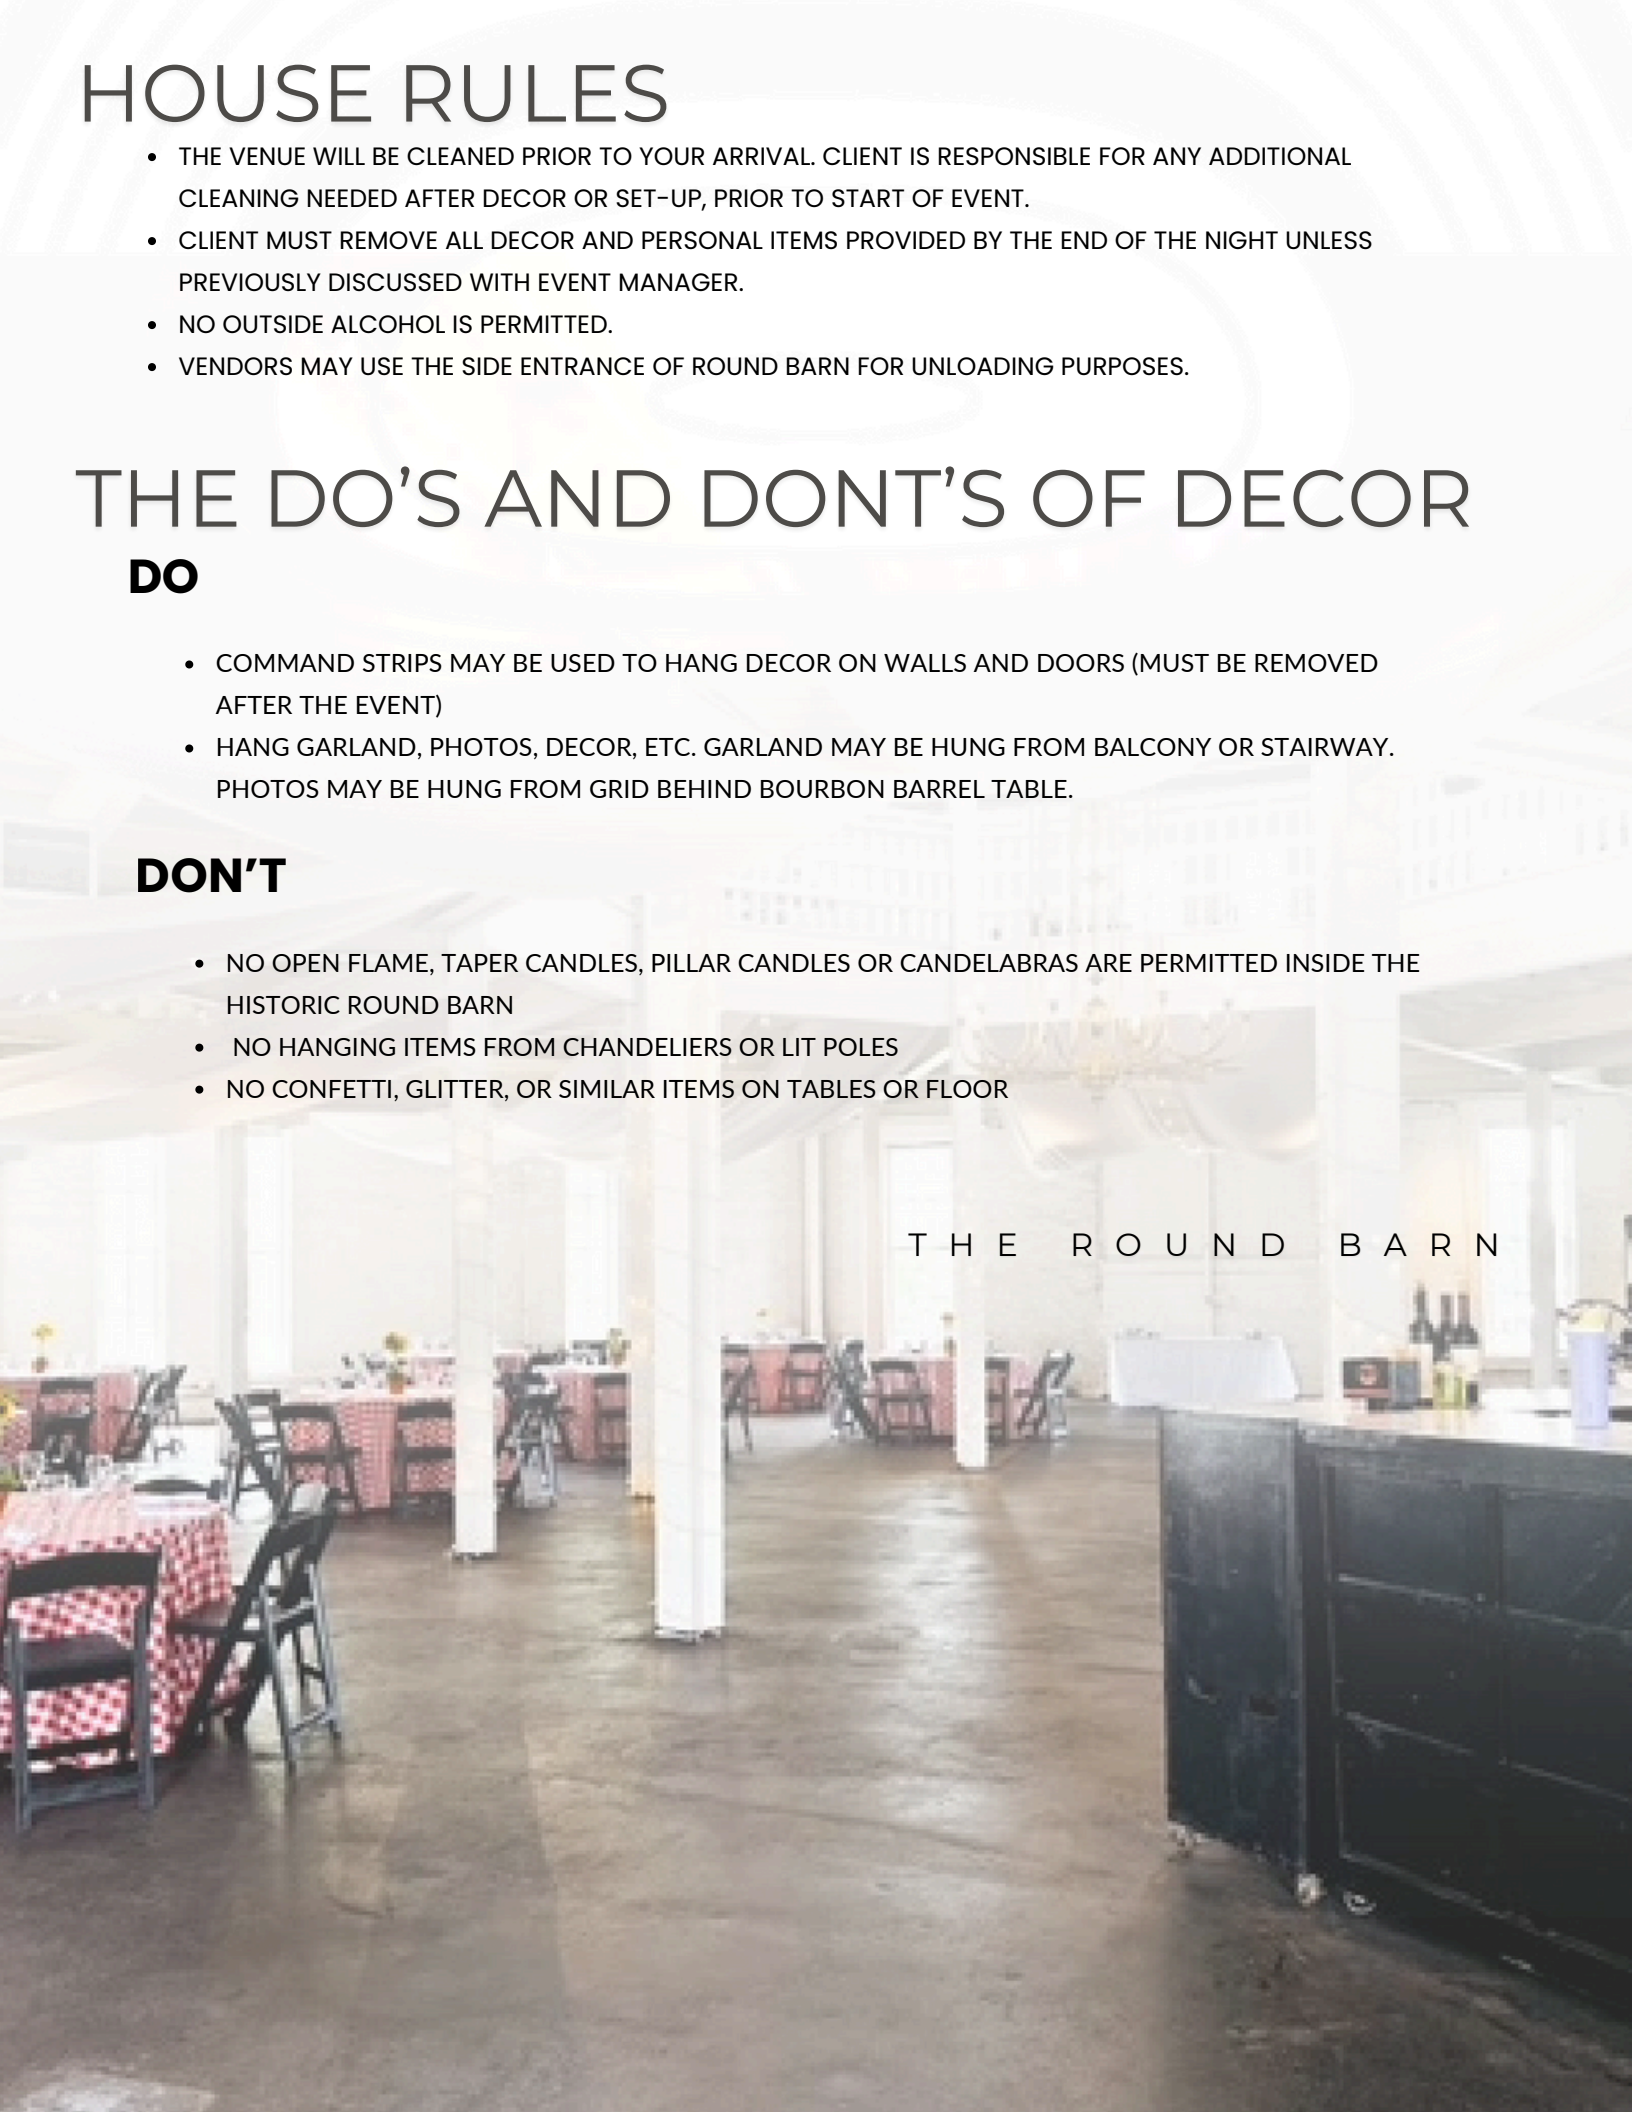 HOUSE RULES
• THE VENUE WILL BE CLEANED PRIOR TO YOUR ARRIVAL. CLIENT IS RESPONSIBLE FOR ANY ADDITIONAL
CLEANING NEEDED AFTER DECOR OR SET-UP, PRIOR TO START OF EVENT.
• CLIENT MUST REMOVE ALL DECOR AND PERSONAL ITEMS PROVIDED BY THE END OF THE NIGHT UNLESS
PREVIOUSLY DISCUSSED WITH EVENT MANAGER.
• NO OUTSIDE ALCOHOL IS PERMITTED.
• VENDORS MAY USE THE SIDE ENTRANCE OF ROUND BARN FOR UNLOADING PURPOSES.
THE DO'S AND DONT'S OF DECOR
DO
• COMMAND STRIPS MAY BE USED TO HANG DECOR ON WALLS AND DOORS (MUST BE REMOVED
AFTER THE EVENT)
• HANG GARLAND, PHOTOS, DECOR, ETC. GARLAND MAY BE HUNG FROM BALCONY OR STAIRWAY.
PHOTOS MAY BE HUNG FROM GRID BEHIND BOURBON BARREL TABLE.
DON'T
• NO OPEN FLAME, TAPER CANDLES, PILLAR CANDLES OR CANDELABRAS ARE PERMITTED INSIDE THE
HISTORIC ROUND BARN
• NO HANGING ITEMS FROM CHANDELIERS OR LIT POLES
• NO CONFETTI, GLITTER, OR SIMILAR ITEMS ON TABLES OR FLOOR
THE ROUND BARN